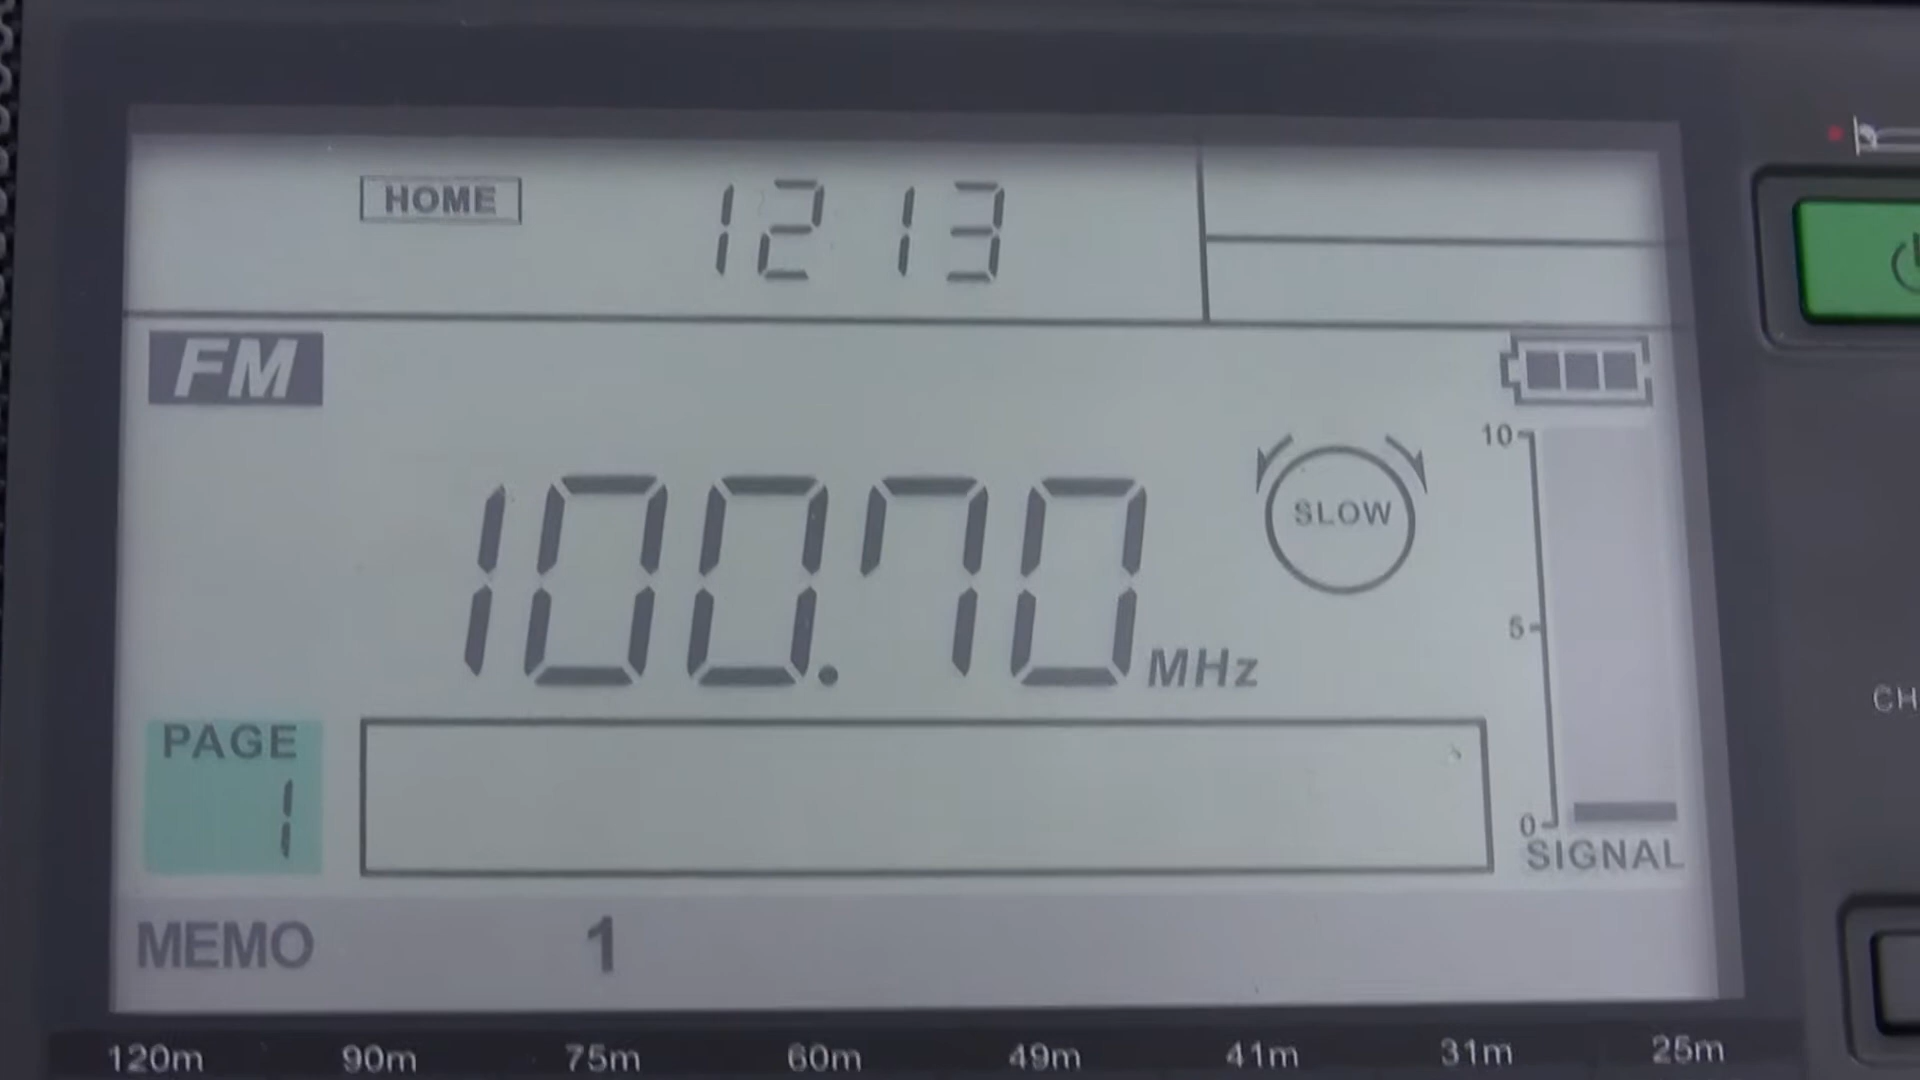 HOME 12 13
FM
10
SLOW
100.70 MHz
5
PAGE
1
0
SIGNAL
MEMO 1
120m 90m 75m 60m 49m 41m 31m 25m
CH